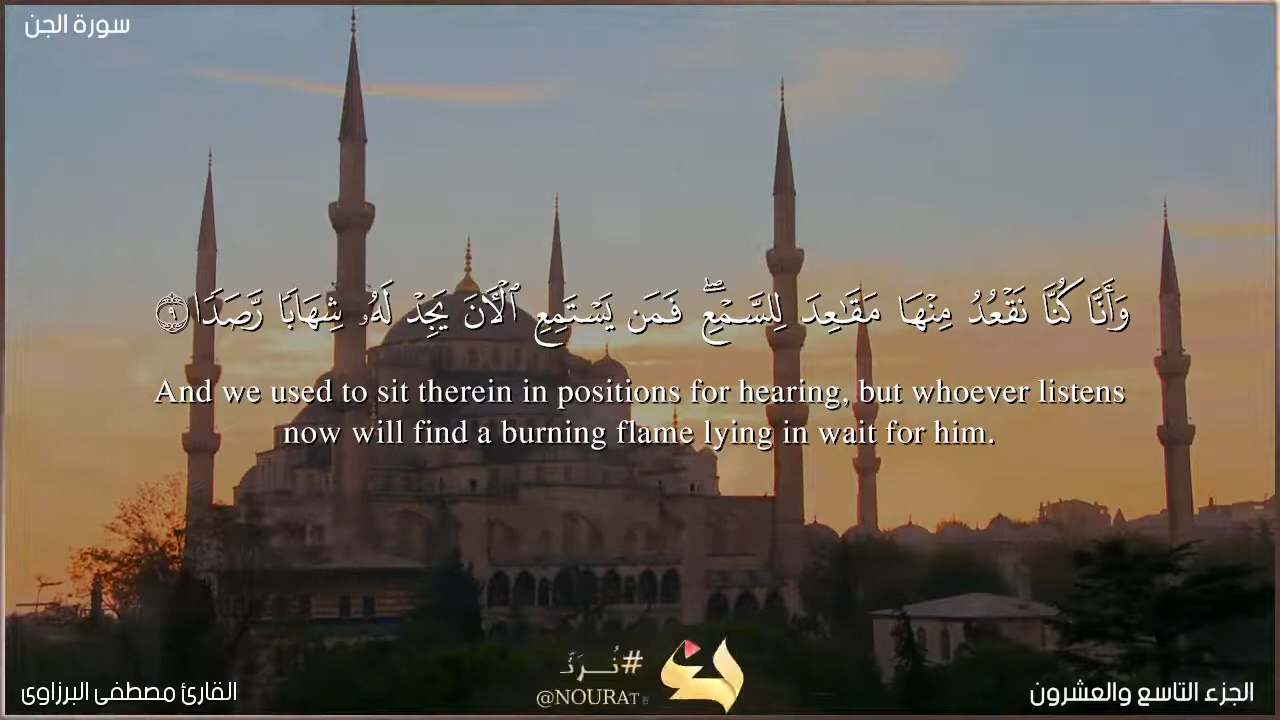 سورة الجن
وَأَنَّا كُنَّا نَقْعُدُ مِنْهَا مَقَٰعِدَ لِلسَّمْعِ ۖ فَمَن يَسْتَمِعِ ٱلْـَٔانَ يَجِدْ لَهُۥ شِهَابًا رَّصَدًا ٩
And we used to sit therein in positions for hearing, but whoever listens
now will find a burning flame lying in wait for him.
@NOURAT
الجزء التاسع والعشرون
القارئ مصطفى البرزاوى